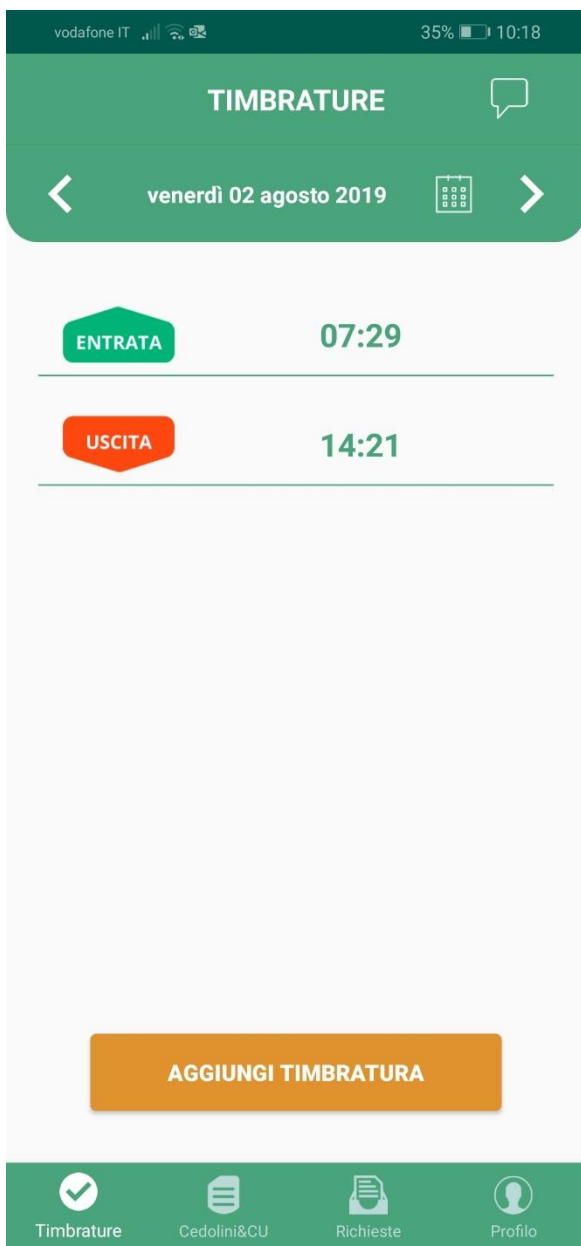 vodafone IT 35% 10:18
TIMBRATURE
venerdì 02 agosto 2019
ENTRATA 07:29
USCITA 14:21
AGGIUNGI TIMBRATURA
Timbrature Cedolini&CU Richieste Profilo